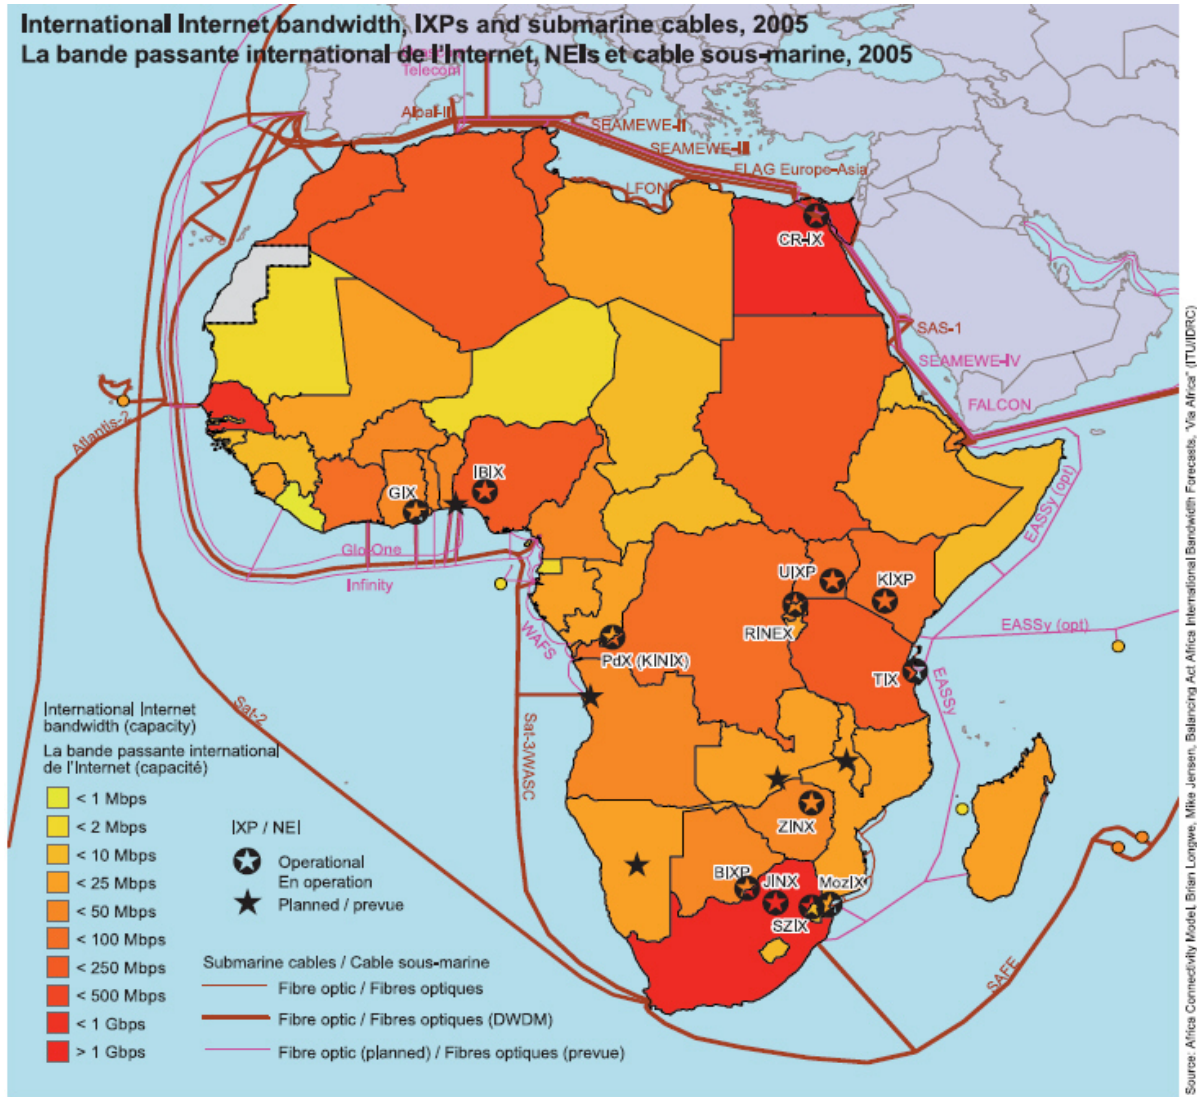 International Internet bandwidth, IXPs and submarine cables, 2005
La bande passante international de l'Internet, NEIs et cable sous-marine, 2005
Telecom
Alpal-II
SEAMEWE-II
SEAMEWE-III
FLAG Europe-Asia
LFON
CR-IX
SAS-1
SEAMEWE-IV
FALCON
Atlantis-2
IBIX
GIX
Glo-One
Infinity
EASSy (opt)
UIXP
KIXP
RINEX
EASSy (opt)
WAFS
PdX (KINIX)
TIX
EASSy
Sat-2
Sat-3/WASC
ZINX
BIXP
JINX
MozIX
SZIX
SAFE
International Internet
bandwidth (capacity)
La bande passante international
de l'Internet (capacité)
< 1 Mbps
< 2 Mbps
< 10 Mbps
< 25 Mbps
< 50 Mbps
< 100 Mbps
< 250 Mbps
< 500 Mbps
< 1 Gbps
> 1 Gbps
IXP / NEI
Operational
En operation
Planned / prevue
Submarine cables / Cable sous-marine
Fibre optic / Fibres optiques
Fibre optic / Fibres optiques (DWDM)
Fibre optic (planned) / Fibres optiques (prevue)
Source: Africa Connectivity Model, Brian Longwe, Mike Jensen, Balancing Act Africa International Bandwidth Forecasts, "Via Africa" (ITU/IDRC)